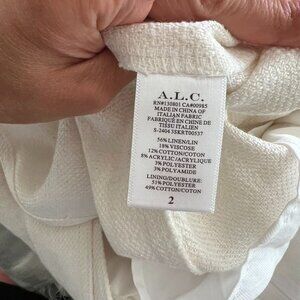 A.L.C.
RN#130801 CA#00985
MADE IN CHINA OF
ITALIAN FABRIC
FABRIQUÉ EN CHINE DE
TISSU ITALIEN
S-2404 3SKRT00537
56% LINEN/LIN
18% VISCOSE
12% COTTON/COTON
8% ACRYLIC/ACRYLIQUE
3% POLYESTER
3% POLYAMIDE
LINING/DOUBLURE:
51% POLYESTER
49% COTTON/COTON
2